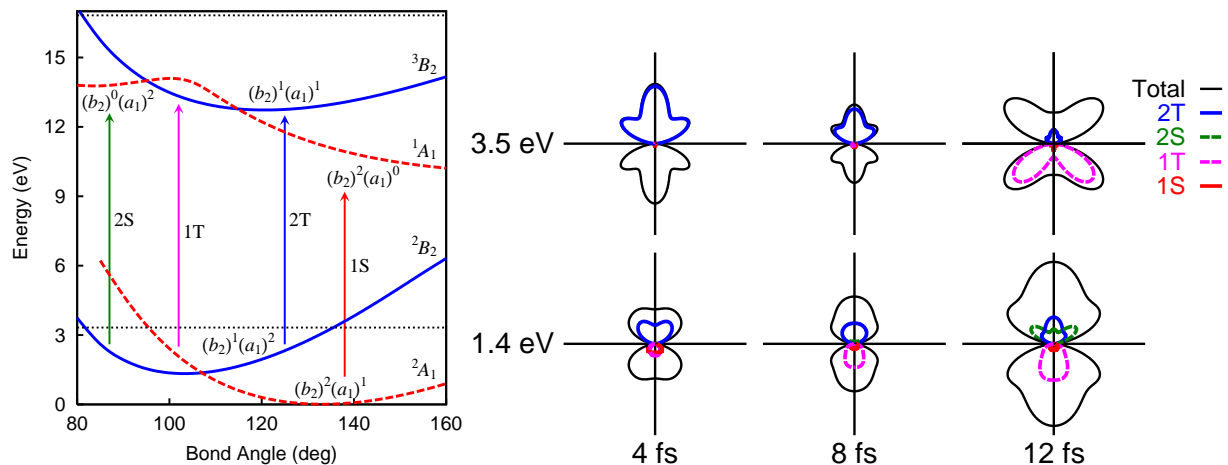 15
12
9
6
3
0
Energy (eV)
80
100
120
140
160
Bond Angle (deg)
³B₂
(b₂)⁰(a₁)²
(b₂)¹(a₁)¹
¹A₁
(b₂)²(a₁)⁰
2S
1T
2T
1S
²B₂
(b₂)¹(a₁)²
²A₁
(b₂)²(a₁)¹
3.5 eV
1.4 eV
4 fs
8 fs
12 fs
Total
2T
2S
1T
1S